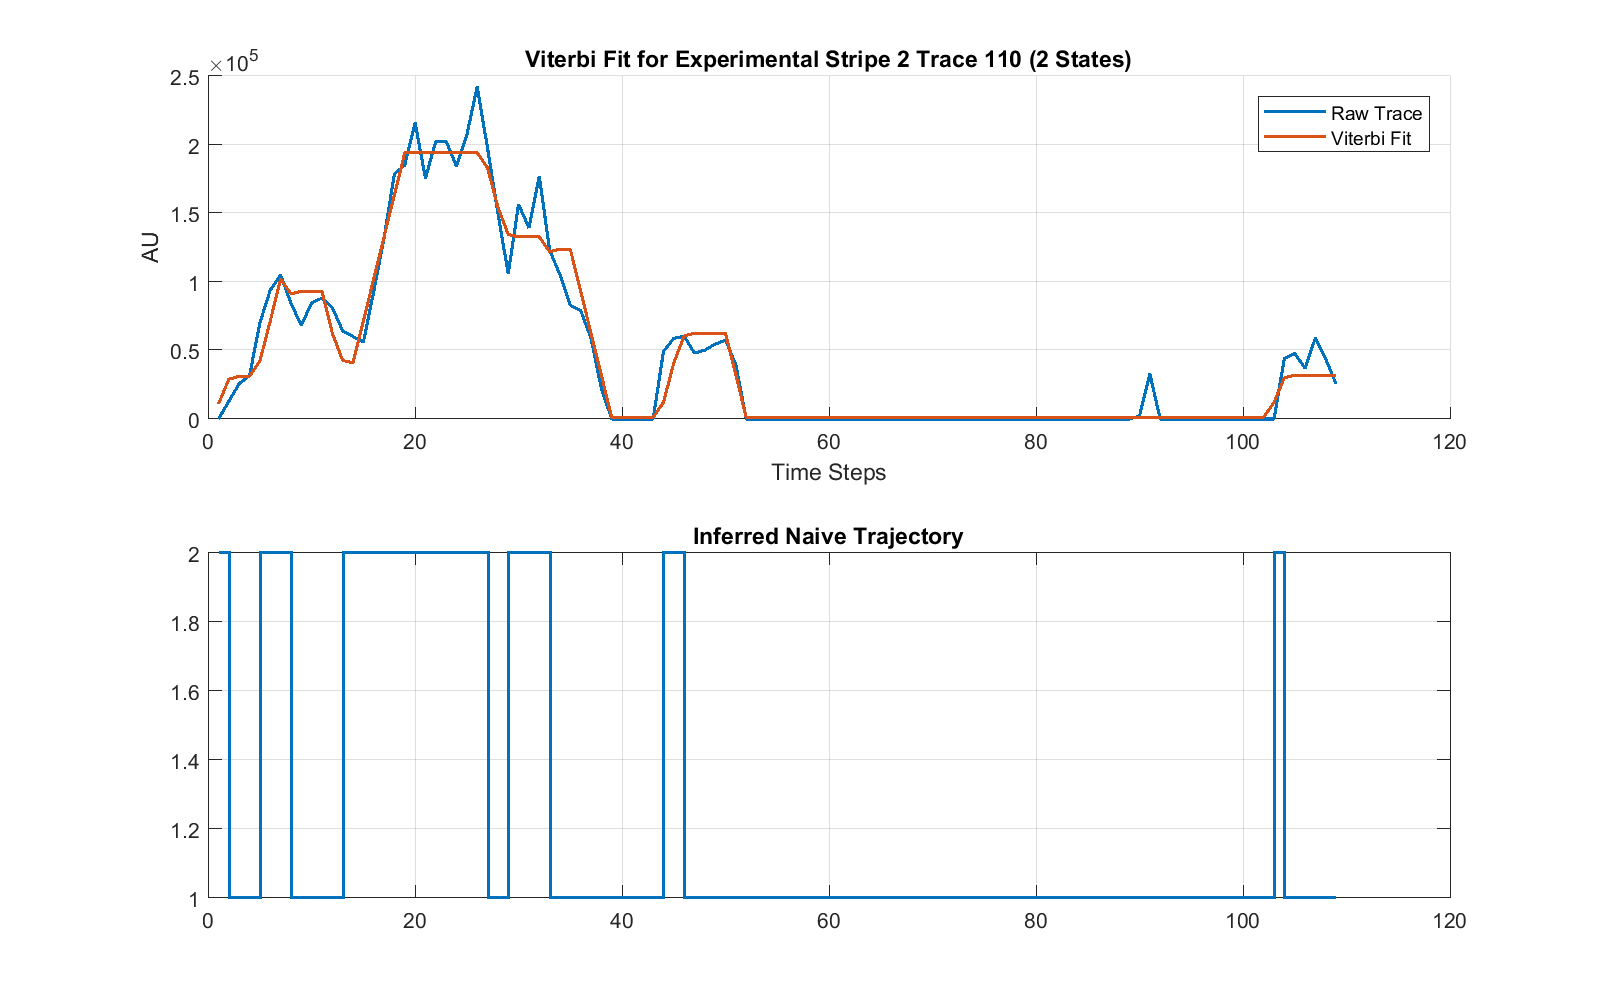 Viterbi Fit for Experimental Stripe 2 Trace 110 (2 States)
×10^5
2.5
2
1.5
1
0.5
0
AU
Raw Trace
Viterbi Fit
0 20 40 60 80 100 120
Time Steps
Inferred Naive Trajectory
2
1.8
1.6
1.4
1.2
1
0 20 40 60 80 100 120